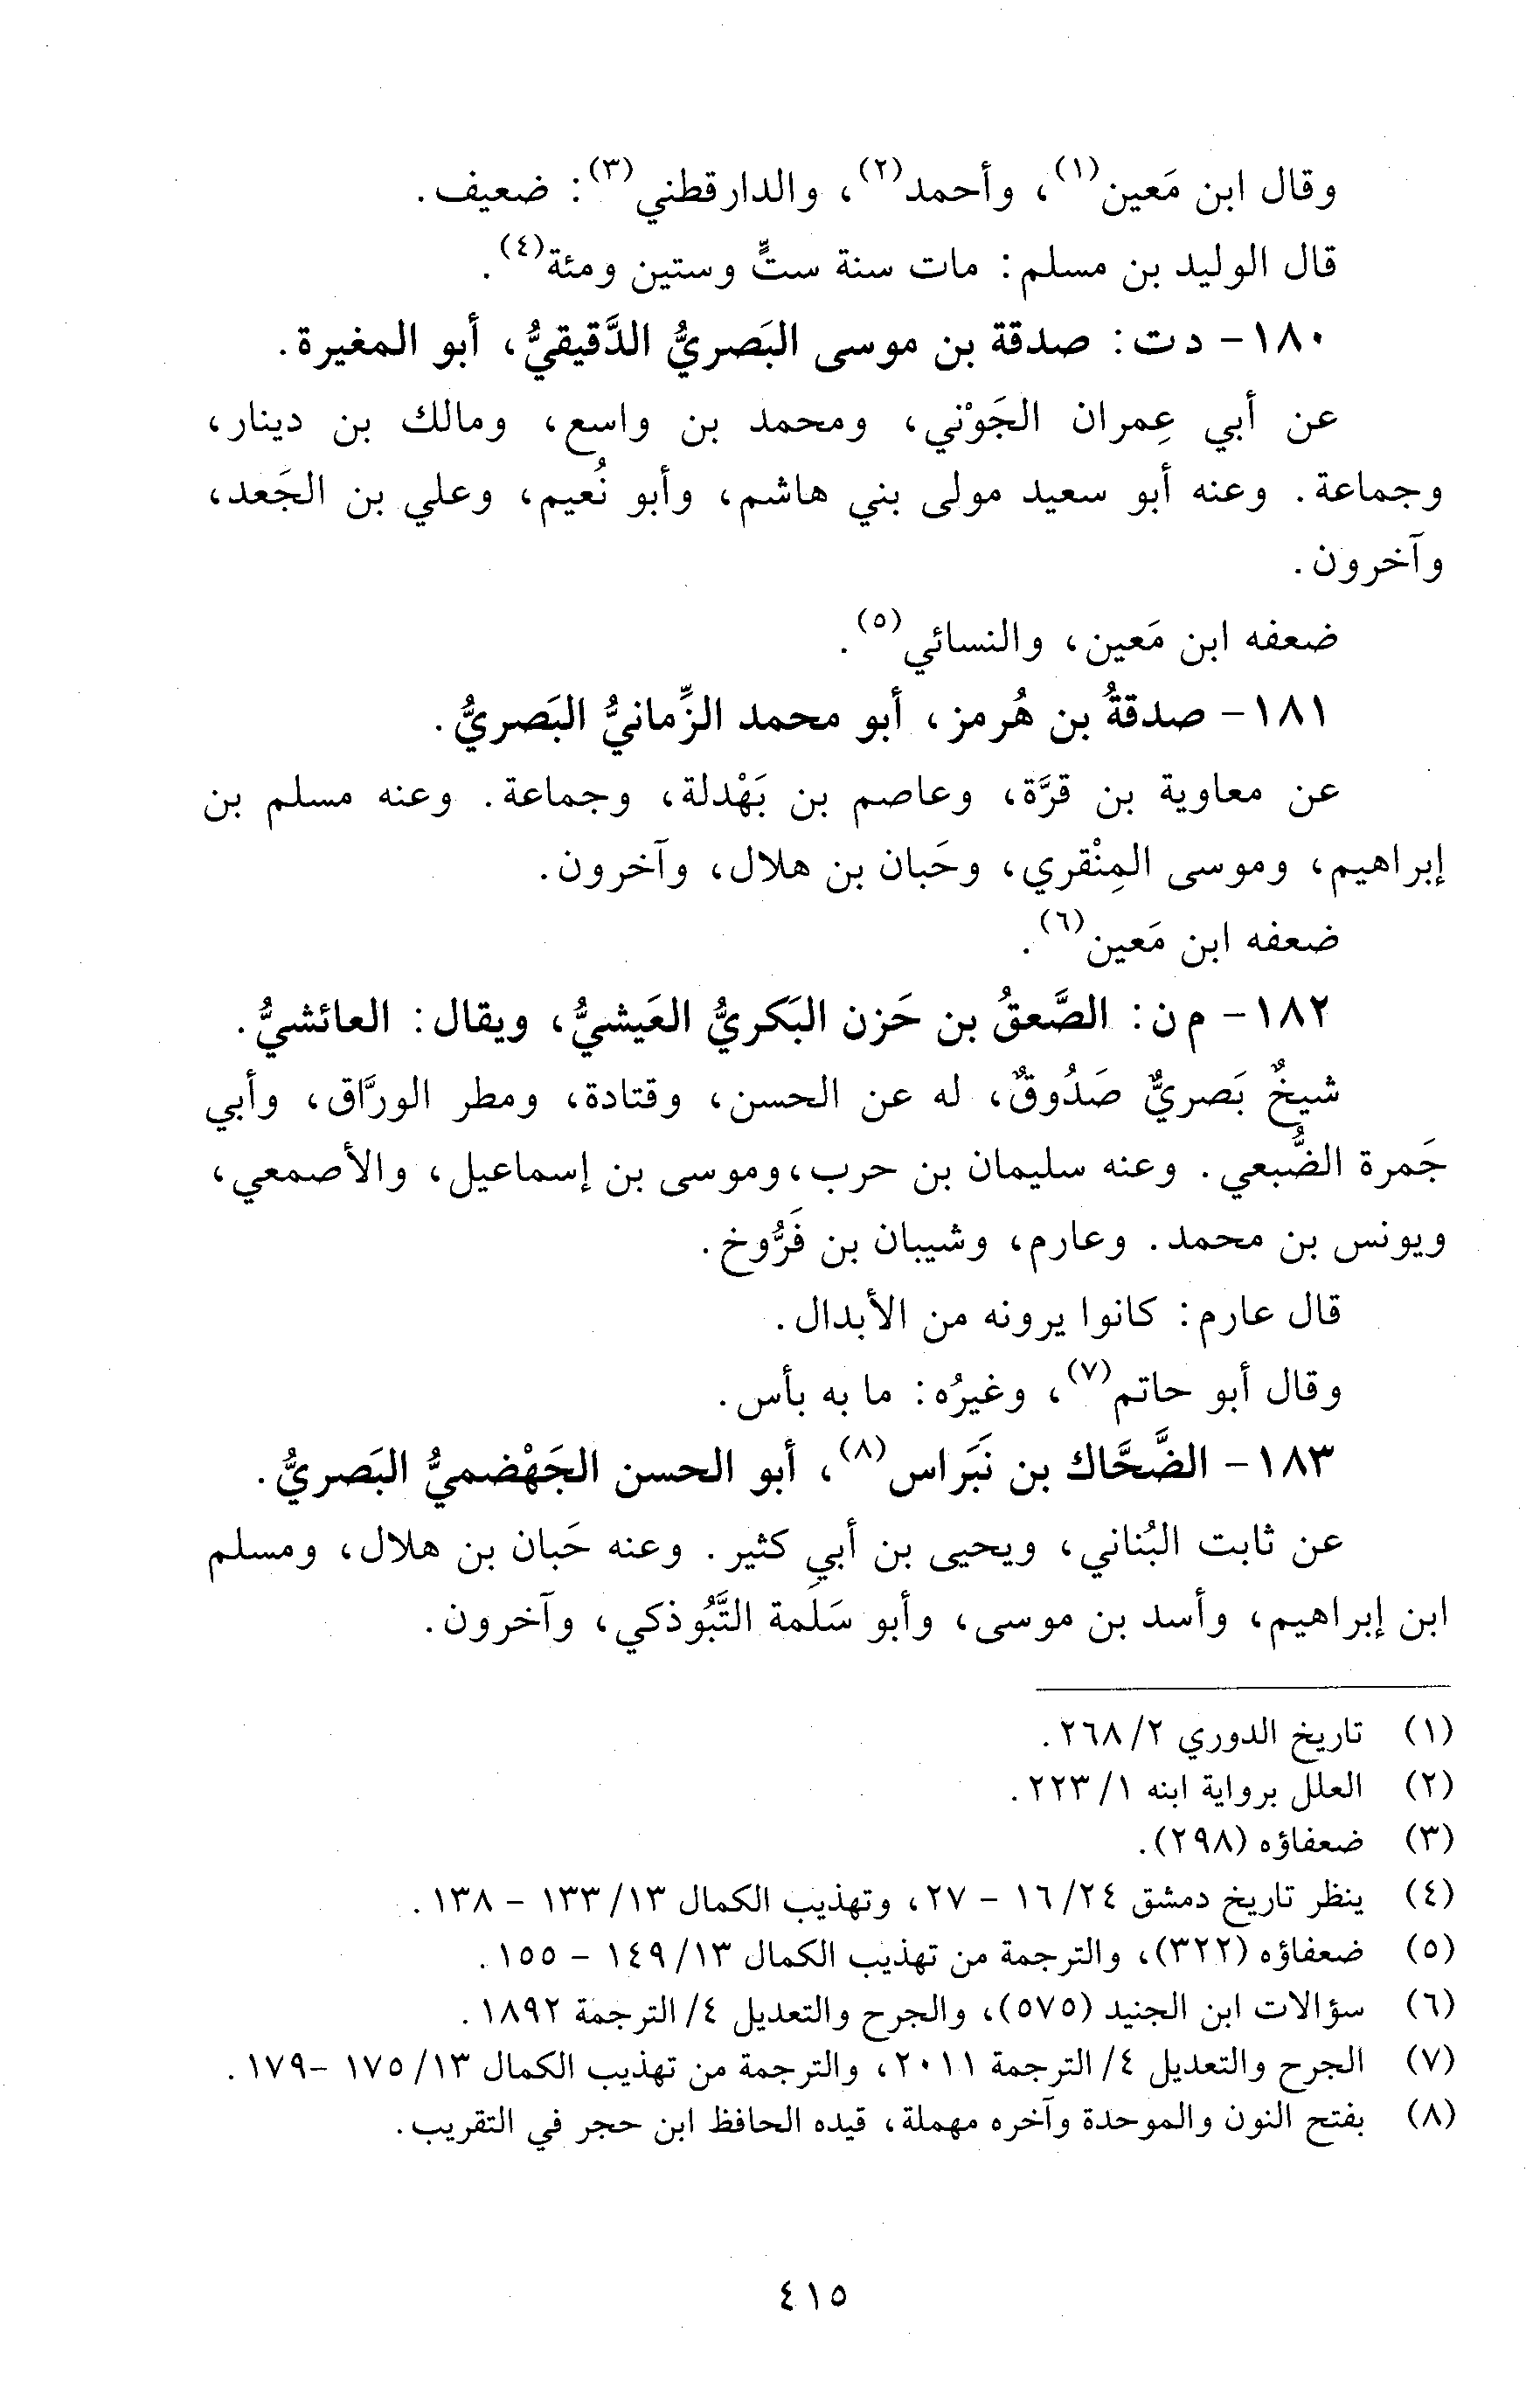 وقال ابن مَعين(١)، وأحمد(٢)، والدارقطني(٣): ضعيف.
قال الوليد بن مسلم: مات سنة ستٍّ وستين ومئة(٤).
١٨٠- د ت: صدقة بن موسى البَصريُّ الدَّقيقيُّ، أبو المغيرة.
عن أبي عِمران الجَوْني، ومحمد بن واسع، ومالك بن دينار،
وجماعة. وعنه أبو سعيد مولى بني هاشم، وأبو نُعيم، وعلي بن الجَعد،
وآخرون.
ضعفه ابن مَعين، والنسائي(٥).
١٨١- صدقةُ بن هُرمز، أبو محمد الزِّمانيُّ البَصريُّ.
عن معاوية بن قرَّة، وعاصم بن بَهْدلة، وجماعة. وعنه مسلم بن
إبراهيم، وموسى المِنْقري، وحَبان بن هلال، وآخرون.
ضعفه ابن مَعين(٦).
١٨٢- م ن: الصَّعقُ بن حَزن البَكريُّ العَيشيُّ، ويقال: العائشيُّ.
شيخٌ بَصريٌّ صَدُوقٌ، له عن الحسن، وقتادة، ومطر الورَّاق، وأبي
جَمرة الضُّبعي. وعنه سليمان بن حرب، وموسى بن إسماعيل، والأصمعي،
ويونس بن محمد. وعارم، وشيبان بن فَرُّوخ.
قال عارم: كانوا يرونه من الأبدال.
وقال أبو حاتم(٧)، وغيرُه: ما به بأس.
١٨٣- الضَّحَّاك بن نَبَراس(٨)، أبو الحسن الجَهْضميُّ البَصريُّ.
عن ثابت البُناني، ويحيى بن أبي كثير. وعنه حَبان بن هلال، ومسلم
ابن إبراهيم، وأسد بن موسى، وأبو سَلَمة التَّبُوذكي، وآخرون.
(١) تاريخ الدوري ٢/ ٢٦٨.
(٢) العلل برواية ابنه ١/ ٢٢٣.
(٣) ضعفاؤه (٢٩٨).
(٤) ينظر تاريخ دمشق ٢٤/ ١٦ - ٢٧، وتهذيب الكمال ١٣/ ١٣٣ - ١٣٨.
(٥) ضعفاؤه (٣٢٢)، والترجمة من تهذيب الكمال ١٣/ ١٤٩ - ١٥٥.
(٦) سؤالات ابن الجنيد (٥٧٥)، والجرح والتعديل ٤/ الترجمة ١٨٩٢.
(٧) الجرح والتعديل ٤/ الترجمة ٢٠١١، والترجمة من تهذيب الكمال ١٣/ ١٧٥ -١٧٩.
(٨) بفتح النون والموحدة وآخره مهملة، قيده الحافظ ابن حجر في التقريب.
٤١٥